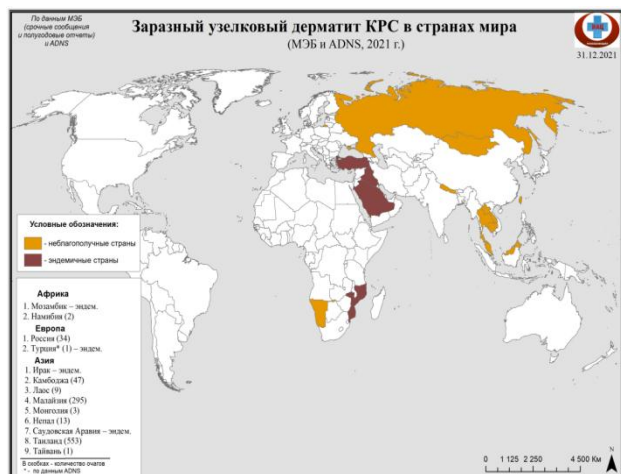 По данным МЭБ
(срочные сообщения
и полугодовые отчеты)
и ADNS
Заразный узелковый дерматит КРС в странах мира
(МЭБ и ADNS, 2021 г.)
31.12.2021
Условные обозначения:
- неблагополучные страны
- эндемичные страны
Африка
1. Мозамбик – эндем.
2. Намибия (2)
Европа
1. Россия (34)
2. Турция* (1) – эндем.
Азия
1. Ирак – эндем.
2. Камбоджа (47)
3. Лаос (9)
4. Малайзия (295)
5. Монголия (3)
6. Непал (13)
7. Саудовская Аравия – эндем.
8. Таиланд (553)
9. Тайвань (1)
В скобках - количество очагов
* - по данным ADNS
0 1 125 2 250 4 500 Км
N